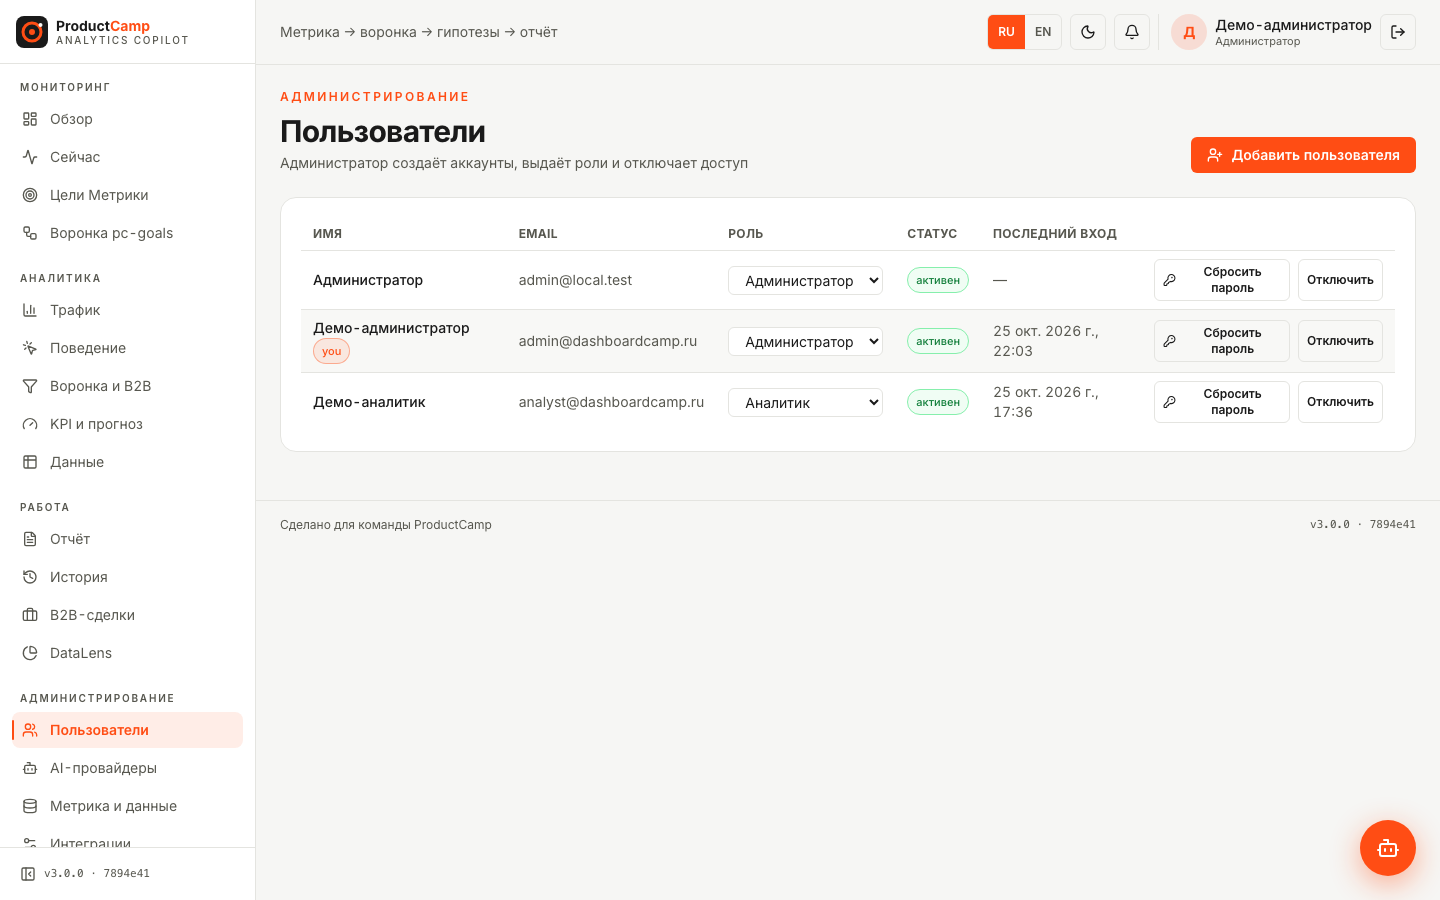 ProductCamp
ANALYTICS COPILOT
МОНИТОРИНГ
Обзор
Сейчас
Цели Метрики
Воронка pc-goals
АНАЛИТИКА
Трафик
Поведение
Воронка и B2B
KPI и прогноз
Данные
РАБОТА
Отчёт
История
B2B-сделки
DataLens
АДМИНИСТРИРОВАНИЕ
Пользователи
AI-провайдеры
Метрика и данные
Интеграции
v3.0.0 · 7894e41
Метрика → воронка → гипотезы → отчёт
RU EN
Д
Демо-администратор
Администратор
АДМИНИСТРИРОВАНИЕ
Пользователи
Администратор создаёт аккаунты, выдаёт роли и отключает доступ
Добавить пользователя
ИМЯ EMAIL РОЛЬ СТАТУС ПОСЛЕДНИЙ ВХОД
Администратор admin@local.test Администратор активен — Сбросить пароль Отключить
Демо-администратор you admin@dashboardcamp.ru Администратор активен 25 окт. 2026 г., 22:03 Сбросить пароль Отключить
Демо-аналитик analyst@dashboardcamp.ru Аналитик активен 25 окт. 2026 г., 17:36 Сбросить пароль Отключить
Сделано для команды ProductCamp
v3.0.0 · 7894e41